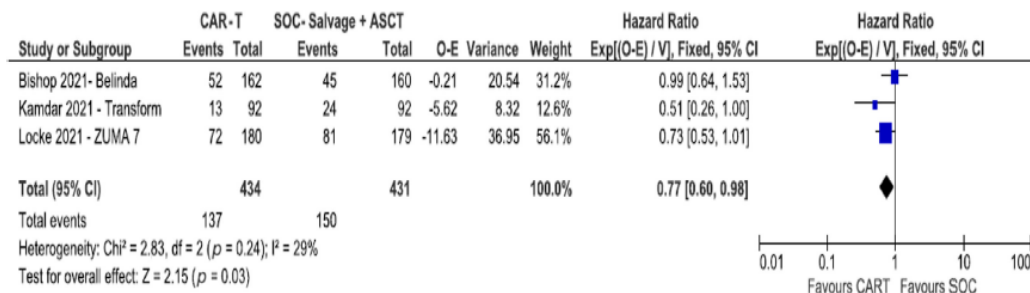 CAR-T SOC- Salvage + ASCT Hazard Ratio Hazard Ratio
Study or Subgroup Events Total Events Total O-E Variance Weight Exp[(O-E) / V], Fixed, 95% CI Exp[(O-E) / V], Fixed, 95% CI
Bishop 2021- Belinda 52 162 45 160 -0.21 20.54 31.2% 0.99 [0.64, 1.53]
Kamdar 2021 - Transform 13 92 24 92 -5.62 8.32 12.6% 0.51 [0.26, 1.00]
Locke 2021 - ZUMA 7 72 180 81 179 -11.63 36.95 56.1% 0.73 [0.53, 1.01]
Total (95% CI) 434 431 100.0% 0.77 [0.60, 0.98]
Total events 137 150
Heterogeneity: Chi² = 2.83, df = 2 (p = 0.24); I² = 29%
Test for overall effect: Z = 2.15 (p = 0.03)
0.01 0.1 1 10 100
Favours CART Favours SOC